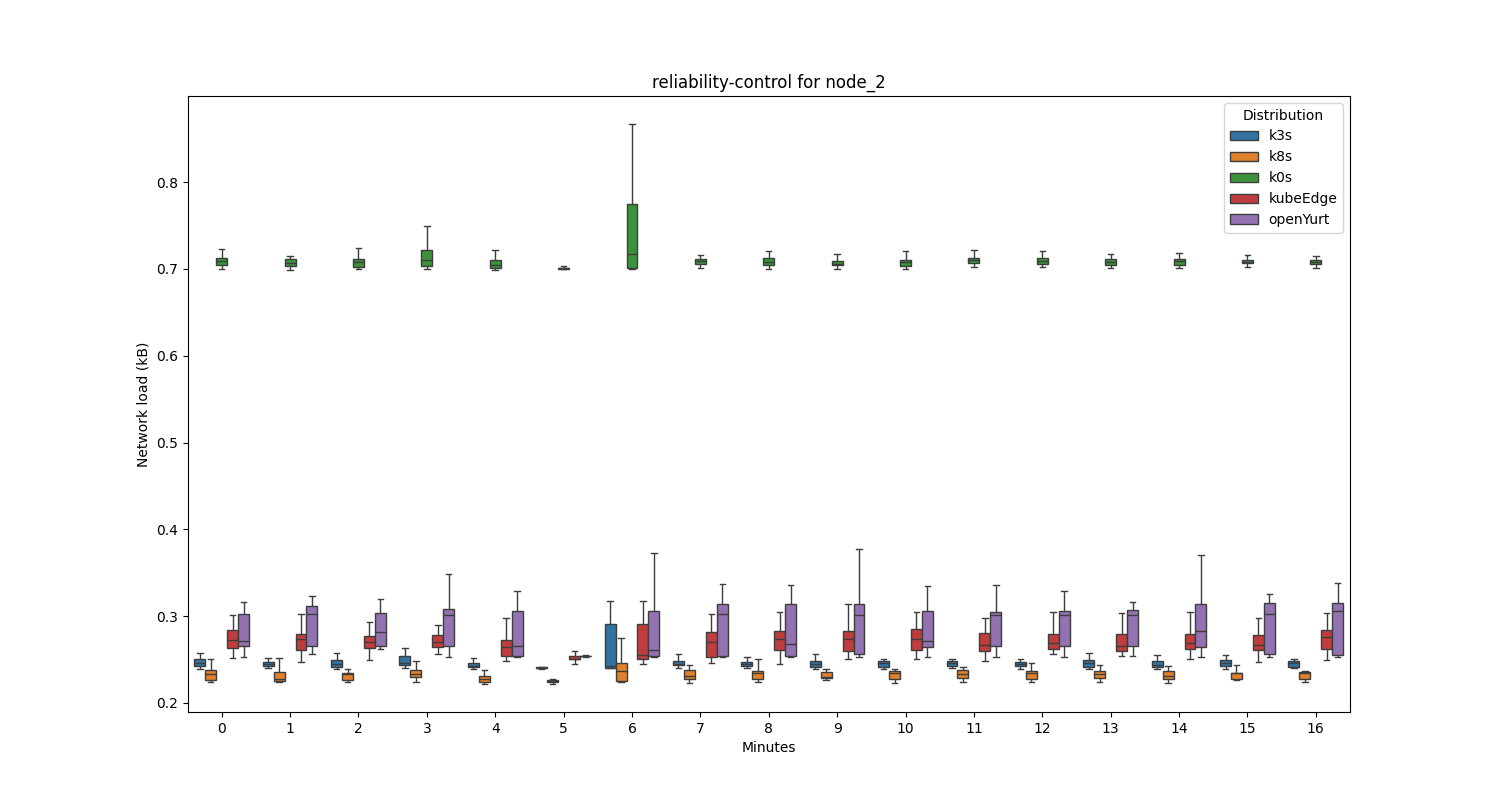 reliability-control for node_2
Distribution
k3s
k8s
k0s
kubeEdge
openYurt
Network load (kB)
0.8
0.7
0.6
0.5
0.4
0.3
0.2
0 1 2 3 4 5 6 7 8 9 10 11 12 13 14 15 16
Minutes